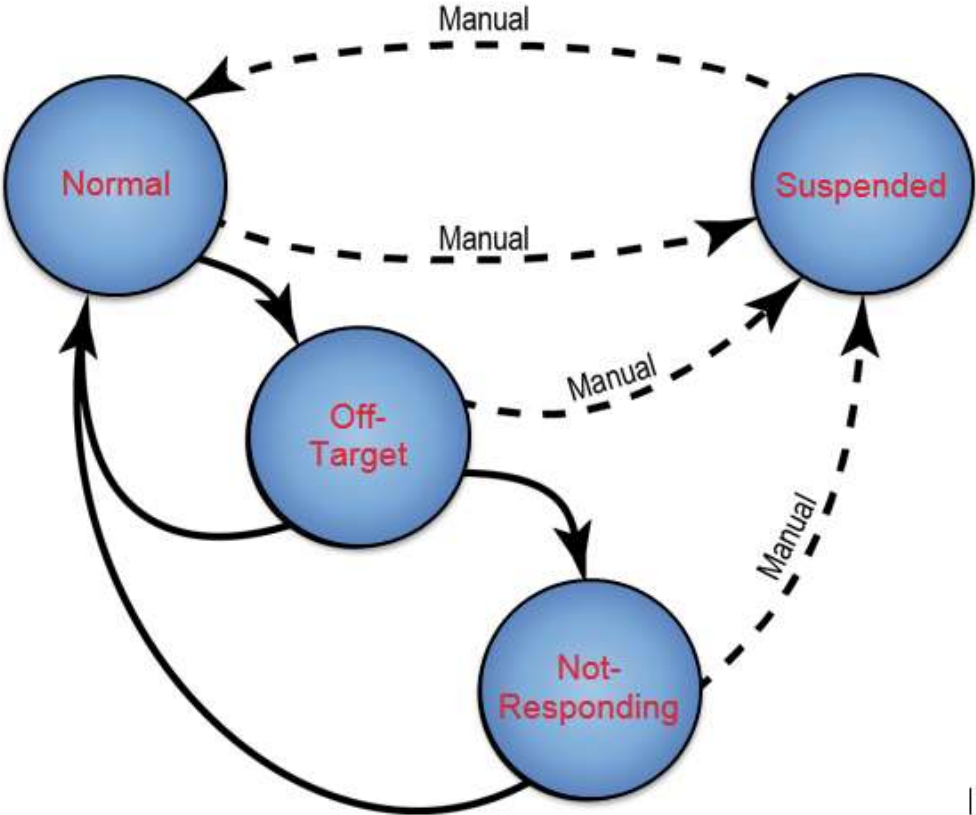 Manual
Normal
Suspended
Manual
Manual
Off-
Target
Manual
Not-
Responding